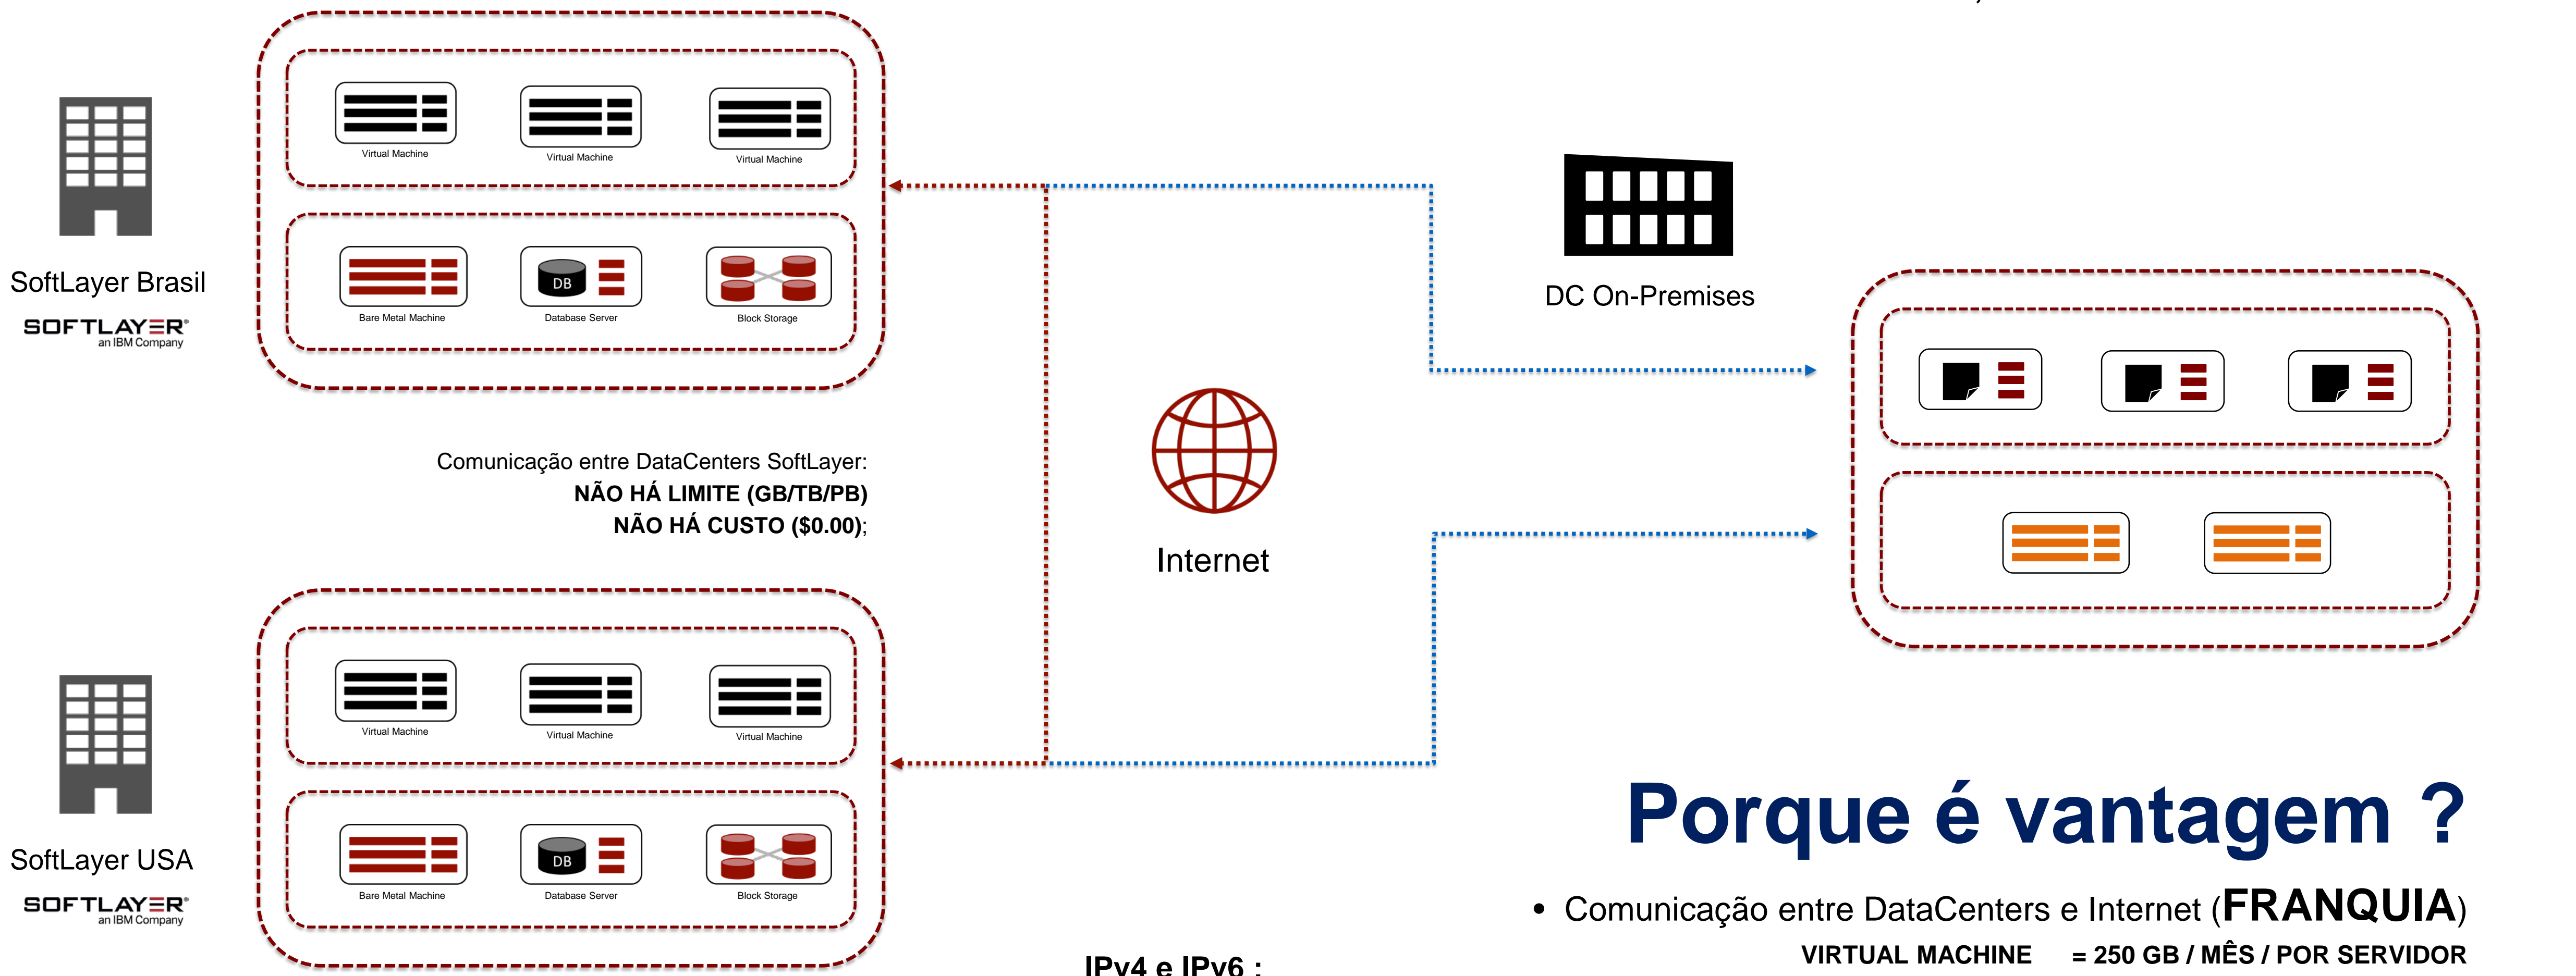 Virtual Machine
Virtual Machine
Virtual Machine
SoftLayer Brasil
SOFTLAYER®
an IBM Company
DB
Bare Metal Machine
Database Server
Block Storage
DC On-Premises
Comunicação entre DataCenters SoftLayer:
NÃO HÁ LIMITE (GB/TB/PB)
NÃO HÁ CUSTO ($0.00);
Internet
Virtual Machine
Virtual Machine
Virtual Machine
SoftLayer USA
SOFTLAYER®
an IBM Company
DB
Bare Metal Machine
Database Server
Block Storage
Porque é vantagem ?
• Comunicação entre DataCenters e Internet (FRANQUIA)
VIRTUAL MACHINE = 250 GB / MÊS / POR SERVIDOR
IPv4 e IPv6 :